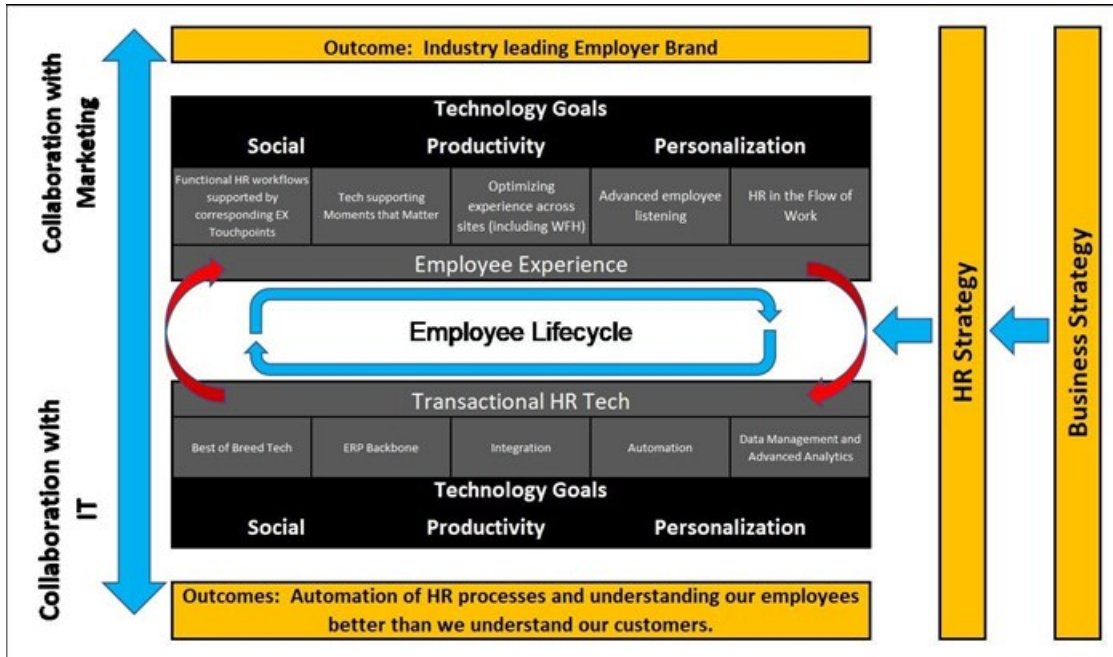 Collaboration with
Marketing
Collaboration with
IT
Outcome: Industry leading Employer Brand
Technology Goals
Social
Productivity
Personalization
Functional HR workflows
supported by
corresponding EX
Touchpoints
Tech supporting
Moments that Matter
Optimizing
experience across
sites (including WFH)
Advanced employee
listening
HR in the Flow of
Work
Employee Experience
Employee Lifecycle
Transactional HR Tech
Best of Breed Tech
ERP Backbone
Integration
Automation
Data Management and
Advanced Analytics
Technology Goals
Social
Productivity
Personalization
Outcomes: Automation of HR processes and understanding our employees
better than we understand our customers.
HR Strategy
Business Strategy